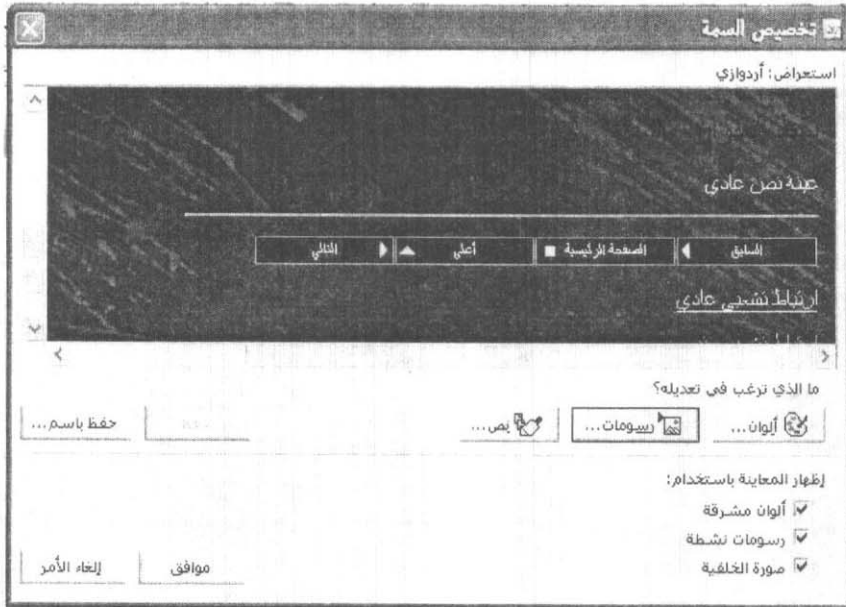 تخصيص السمة
استعراض: أردوازي
عينة نص عادي
السابق الصفحة الرئيسية أعلى التالي
ارتباط تشعبي عادي
ما الذي ترغب في تعديله؟
ألوان... رسومات... نص... حفظ باسم...
إظهار المعاينة باستخدام:
ألوان مشرقة
رسومات نشطة
صورة الخلفية
موافق إلغاء الأمر